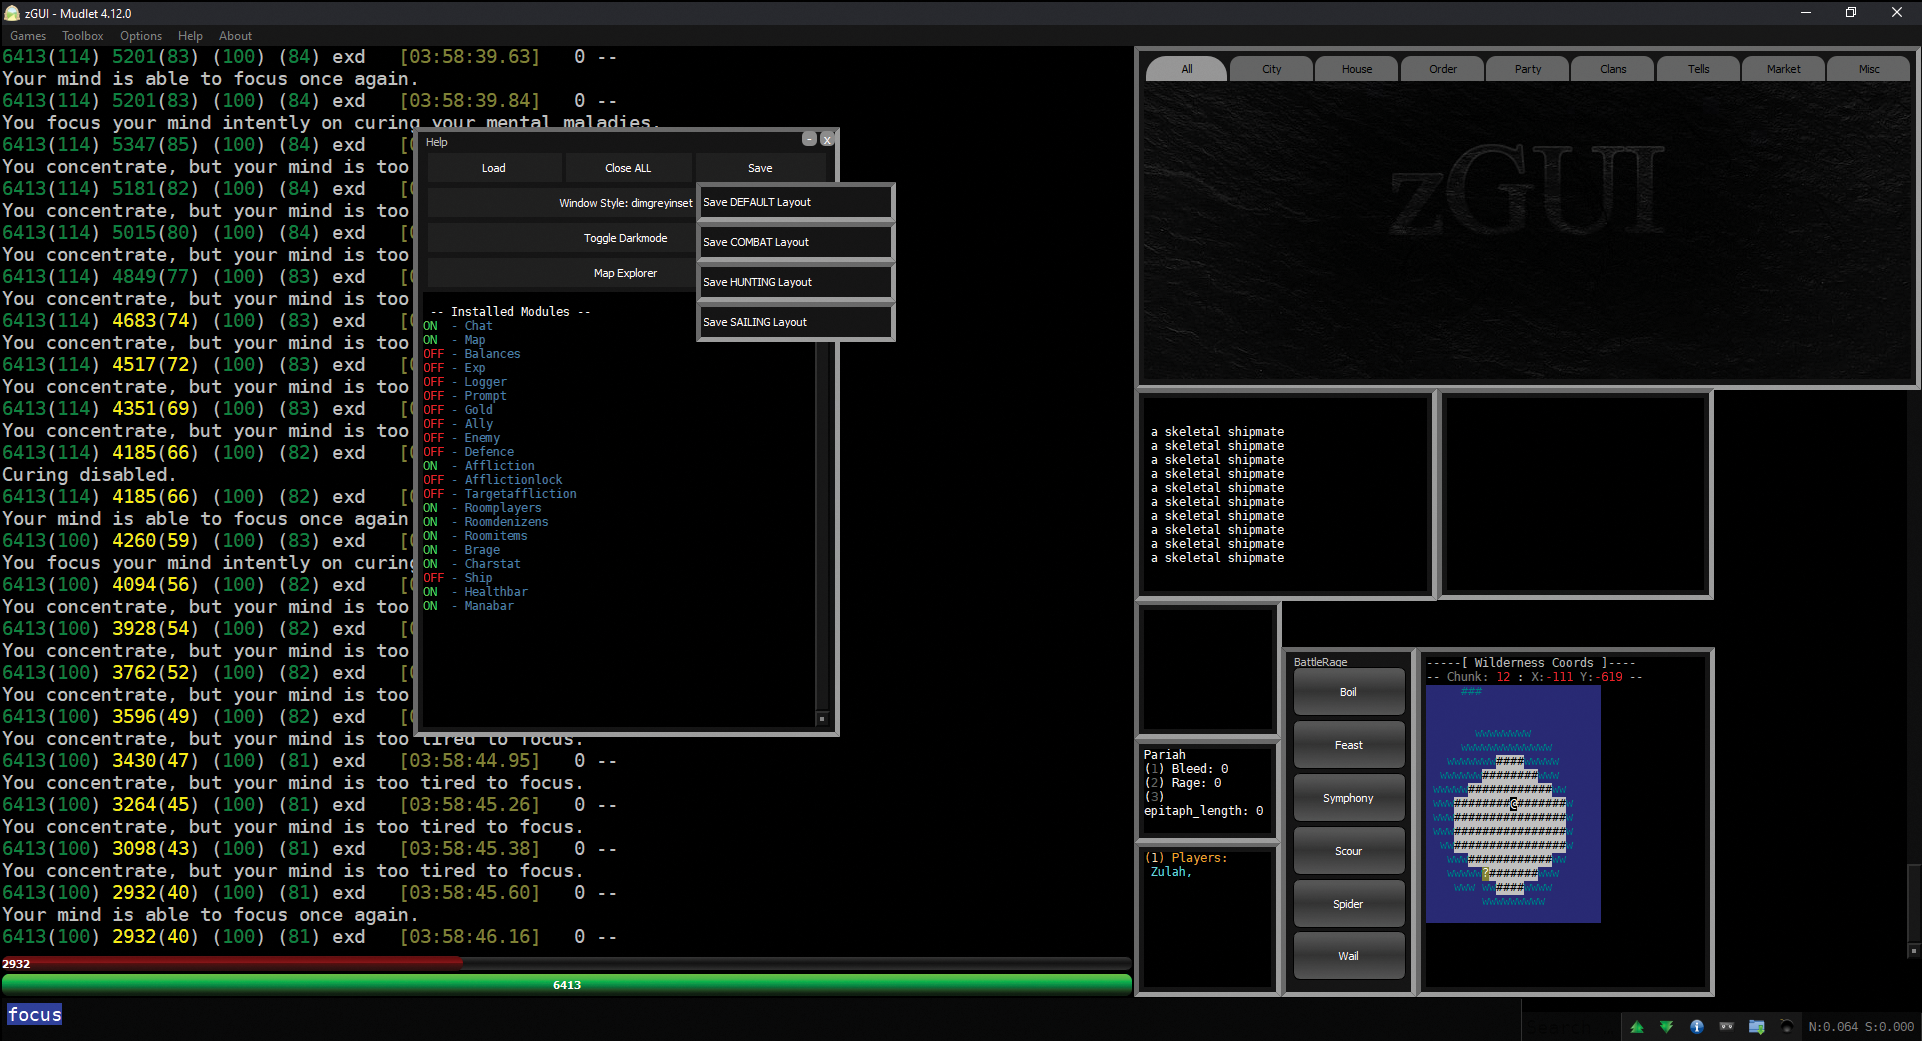 zGUI - Mudlet 4.12.0
Games Toolbox Options Help About
6413(114) 5201(83) (100) (84) exd [03:58:39.63] 0 --
Your mind is able to focus once again.
6413(114) 5201(83) (100) (84) exd [03:58:39.84] 0 --
You focus your mind intently on curing your mental maladies.
6413(114) 5347(85) (100) (84) exd [0
You concentrate, but your mind is too
6413(114) 5181(82) (100) (84) exd [0
You concentrate, but your mind is too
6413(114) 5015(80) (100) (84) exd [0
You concentrate, but your mind is too
6413(114) 4849(77) (100) (83) exd [0
You concentrate, but your mind is too
6413(114) 4683(74) (100) (83) exd [0
You concentrate, but your mind is too
6413(114) 4517(72) (100) (83) exd [0
You concentrate, but your mind is too
6413(114) 4351(69) (100) (83) exd [0
You concentrate, but your mind is too
6413(114) 4185(66) (100) (82) exd [0
Curing disabled.
6413(114) 4185(66) (100) (82) exd [0
Your mind is able to focus once again
6413(100) 4260(59) (100) (83) exd [0
You focus your mind intently on curing
6413(100) 4094(56) (100) (82) exd [0
You concentrate, but your mind is too
6413(100) 3928(54) (100) (82) exd [0
You concentrate, but your mind is too
6413(100) 3762(52) (100) (82) exd [0
You concentrate, but your mind is too
6413(100) 3596(49) (100) (82) exd [0
You concentrate, but your mind is too tired to focus.
6413(100) 3430(47) (100) (81) exd [03:58:44.95] 0 --
You concentrate, but your mind is too tired to focus.
6413(100) 3264(45) (100) (81) exd [03:58:45.26] 0 --
You concentrate, but your mind is too tired to focus.
6413(100) 3098(43) (100) (81) exd [03:58:45.38] 0 --
You concentrate, but your mind is too tired to focus.
6413(100) 2932(40) (100) (81) exd [03:58:45.60] 0 --
Your mind is able to focus once again.
6413(100) 2932(40) (100) (81) exd [03:58:46.16] 0 --
2932
6413
focus
Help
- x
Load Close ALL Save
Window Style: dimgreyinset
Toggle Darkmode
Map Explorer
Save DEFAULT Layout
Save COMBAT Layout
Save HUNTING Layout
Save SAILING Layout
-- Installed Modules --
ON - Chat
ON - Map
OFF - Balances
OFF - Exp
OFF - Logger
OFF - Prompt
OFF - Gold
OFF - Ally
OFF - Enemy
OFF - Defence
ON - Affliction
OFF - Afflictionlock
OFF - Targetaffliction
ON - Roomplayers
ON - Roomdenizens
ON - Roomitems
ON - Brage
ON - Charstat
OFF - Ship
ON - Healthbar
ON - Manabar
All City House Order Party Clans Tells Market Misc
zGUI
a skeletal shipmate
a skeletal shipmate
a skeletal shipmate
a skeletal shipmate
a skeletal shipmate
a skeletal shipmate
a skeletal shipmate
a skeletal shipmate
a skeletal shipmate
a skeletal shipmate
Pariah
(1) Bleed: 0
(2) Rage: 0
(3)
epitaph_length: 0
(1) Players:
Zulah,
BattleRage
Boil
Feast
Symphony
Scour
Spider
Wail
-----[ Wilderness Coords ]----
-- Chunk: 12 : X:-111 Y:-619 --
###
@
?
N:0.064 S:0.000